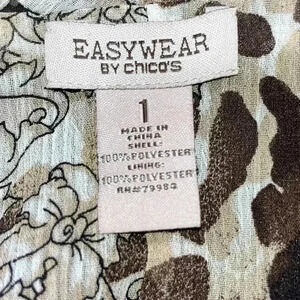 EASYWEAR
BY chico's
1
MADE IN
CHINA
SHELL:
100%POLYESTER
LINING:
100%POLYESTER
RN#79984